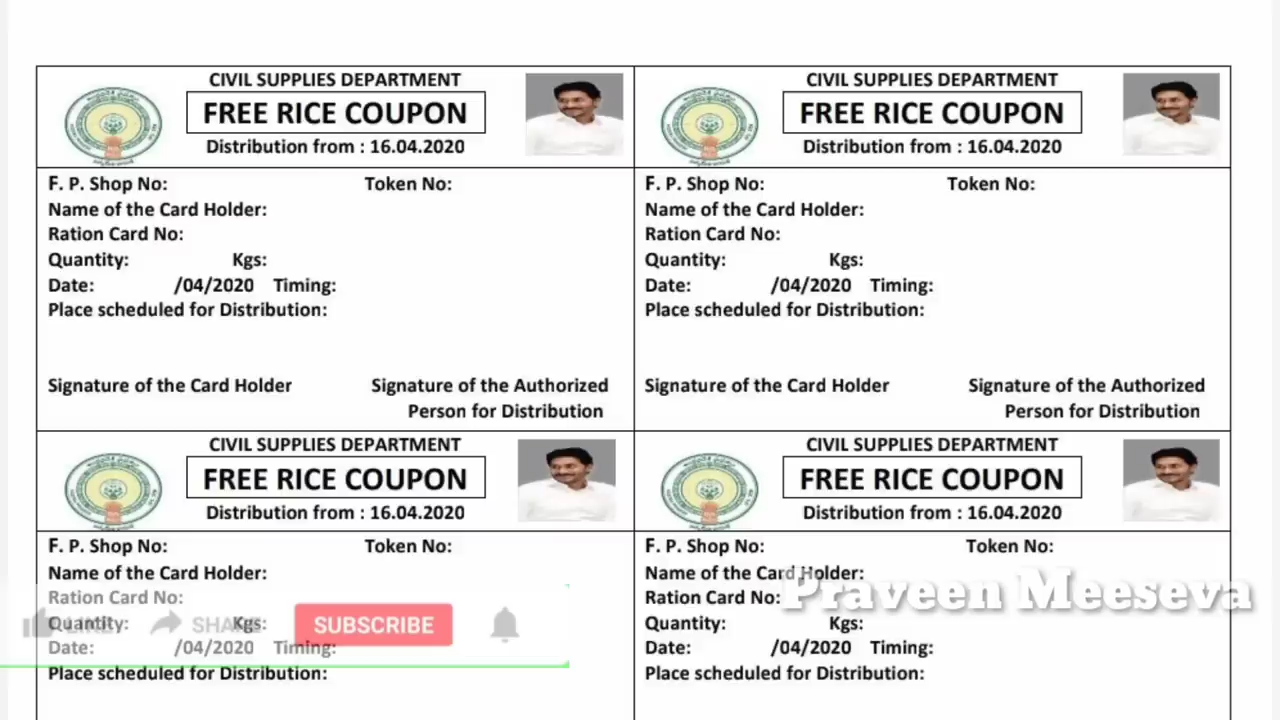 CIVIL SUPPLIES DEPARTMENT
FREE RICE COUPON
Distribution from : 16.04.2020
F. P. Shop No: Token No:
Name of the Card Holder:
Ration Card No:
Quantity: Kgs:
Date: /04/2020 Timing:
Place scheduled for Distribution:
Signature of the Card Holder Signature of the Authorized
Person for Distribution
CIVIL SUPPLIES DEPARTMENT
FREE RICE COUPON
Distribution from : 16.04.2020
F. P. Shop No: Token No:
Name of the Card Holder:
Ration Card No:
Quantity: Kgs:
Date: /04/2020 Timing:
Place scheduled for Distribution:
Signature of the Card Holder Signature of the Authorized
Person for Distribution
CIVIL SUPPLIES DEPARTMENT
FREE RICE COUPON
Distribution from : 16.04.2020
F. P. Shop No: Token No:
Name of the Card Holder:
Ration Card No:
Quantity: Kgs:
LIKE SHARE SUBSCRIBE
Date: /04/2020 Timing:
Place scheduled for Distribution:
CIVIL SUPPLIES DEPARTMENT
FREE RICE COUPON
Distribution from : 16.04.2020
F. P. Shop No: Token No:
Name of the Card Holder:
Ration Card No:
Praveen Meeseva
Quantity: Kgs:
Date: /04/2020 Timing:
Place scheduled for Distribution: